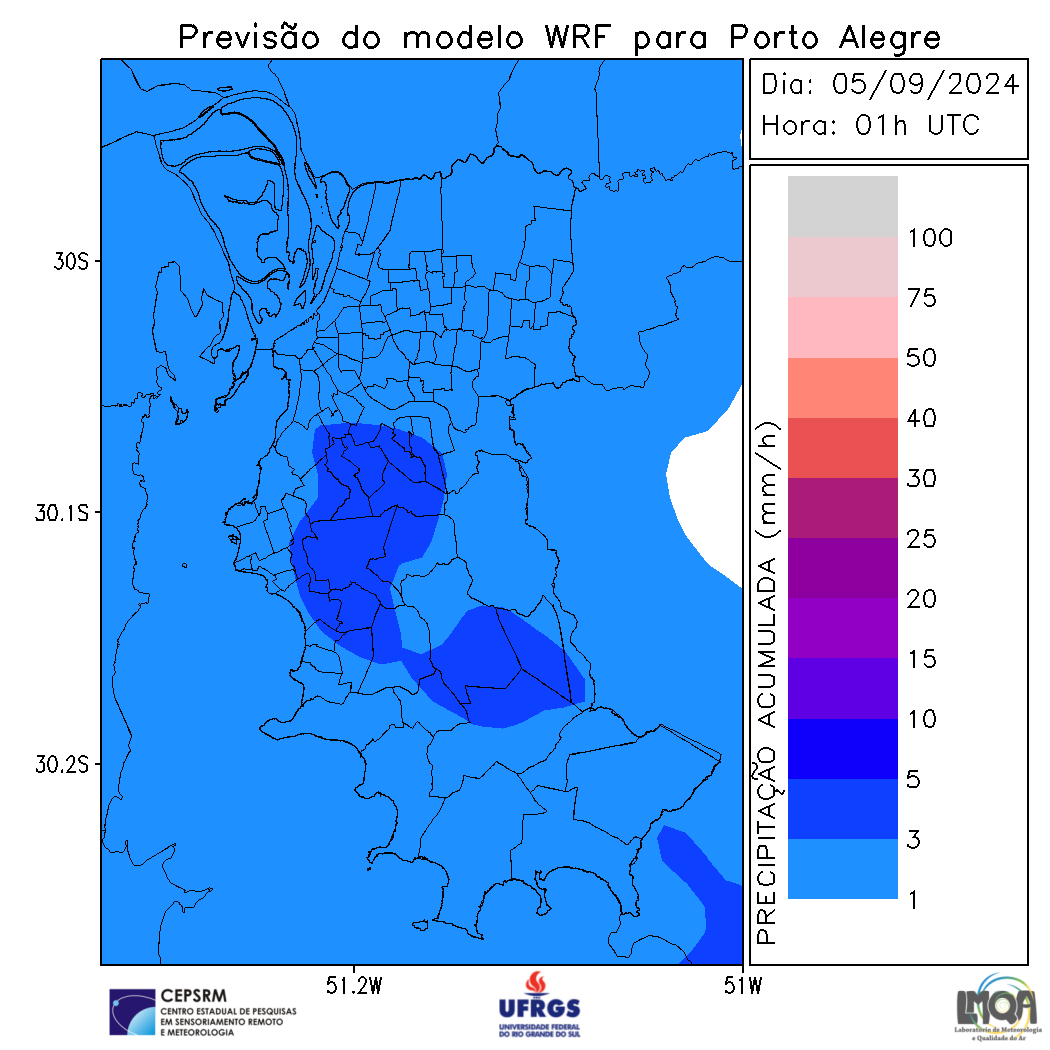 Previsão do modelo WRF para Porto Alegre
Dia: 05/09/2024
Hora: 01h UTC
100
75
50
40
30
25
20
15
10
5
3
1
PRECIPITAÇÃO ACUMULADA (mm/h)
30S
30.1S
30.2S
51.2W
51W
CEPSRM
CENTRO ESTADUAL DE PESQUISAS
EM SENSORIAMENTO REMOTO
E METEOROLOGIA
UFRGS
UNIVERSIDADE FEDERAL
DO RIO GRANDE DO SUL
LMQA
Laboratório de Meteorologia
e Qualidade do Ar